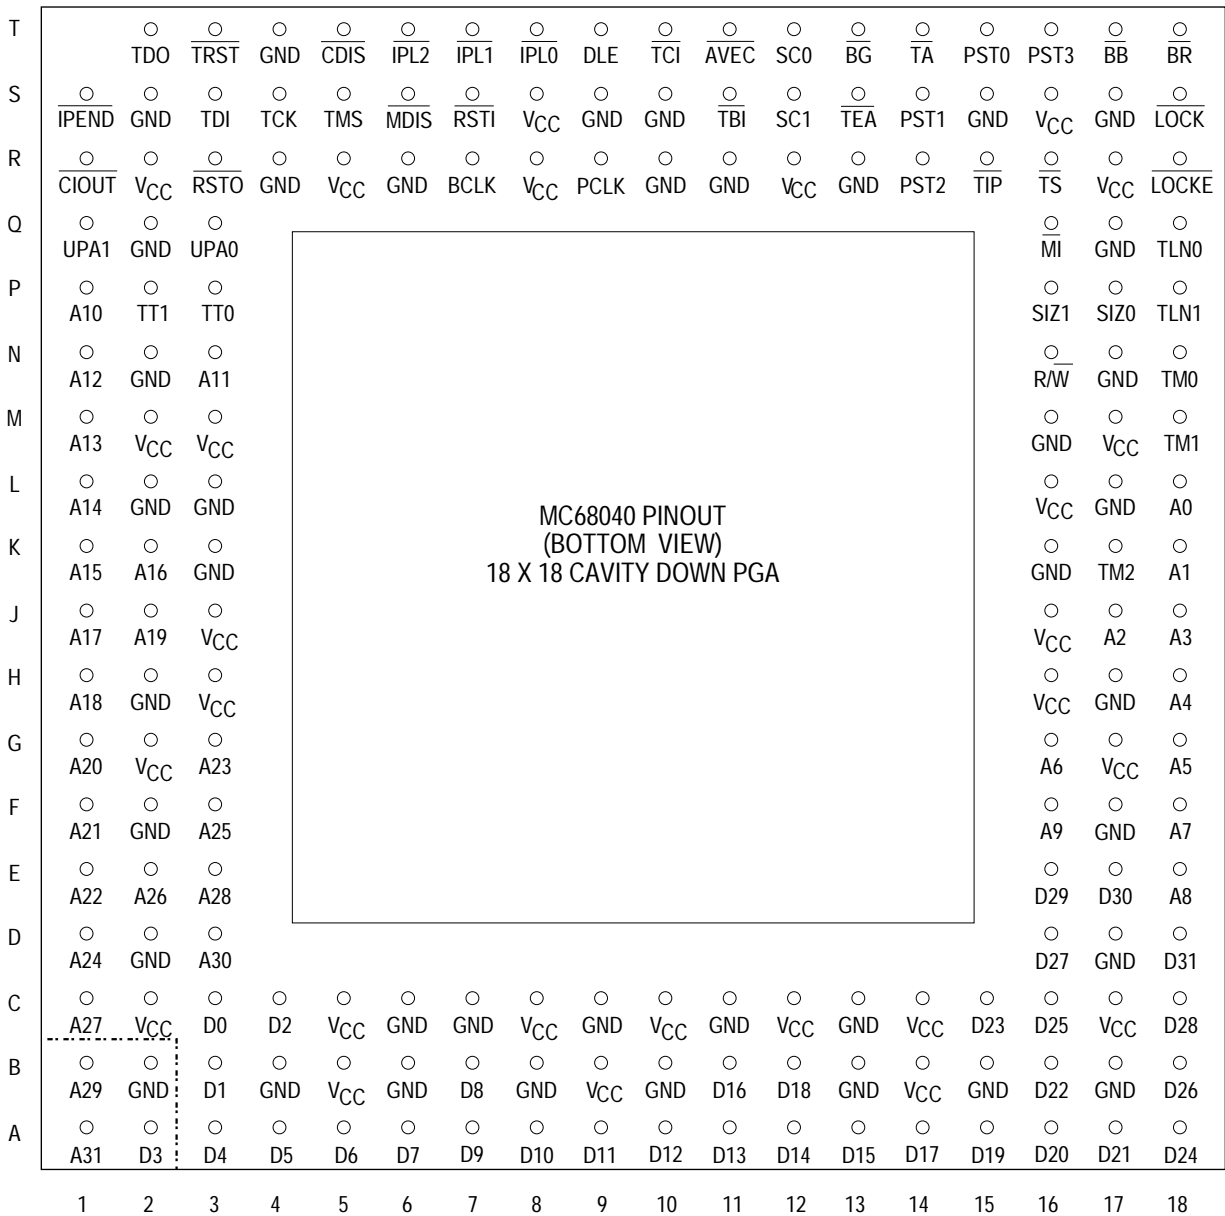 T
TDO TRST GND CDIS IPL2 IPL1 IPL0 DLE TCI AVEC SC0 BG TA PST0 PST3 BB BR
S
IPEND GND TDI TCK TMS MDIS RSTI VCC GND GND TBI SC1 TEA PST1 GND VCC GND LOCK
R
CIOUT VCC RSTO GND VCC GND BCLK VCC PCLK GND GND VCC GND PST2 TIP TS VCC LOCKE
Q
UPA1 GND UPA0 MI GND TLN0
P
A10 TT1 TT0 SIZ1 SIZ0 TLN1
N
A12 GND A11 R/W GND TM0
M
A13 VCC VCC GND VCC TM1
L
A14 GND GND VCC GND A0
MC68040 PINOUT
(BOTTOM VIEW)
18 X 18 CAVITY DOWN PGA
K
A15 A16 GND GND TM2 A1
J
A17 A19 VCC VCC A2 A3
H
A18 GND VCC VCC GND A4
G
A20 VCC A23 A6 VCC A5
F
A21 GND A25 A9 GND A7
E
A22 A26 A28 D29 D30 A8
D
A24 GND A30 D27 GND D31
C
A27 VCC D0 D2 VCC GND GND VCC GND VCC GND VCC GND VCC D23 D25 VCC D28
B
A29 GND D1 GND VCC GND D8 GND VCC GND D16 D18 GND VCC GND D22 GND D26
A
A31 D3 D4 D5 D6 D7 D9 D10 D11 D12 D13 D14 D15 D17 D19 D20 D21 D24
1 2 3 4 5 6 7 8 9 10 11 12 13 14 15 16 17 18